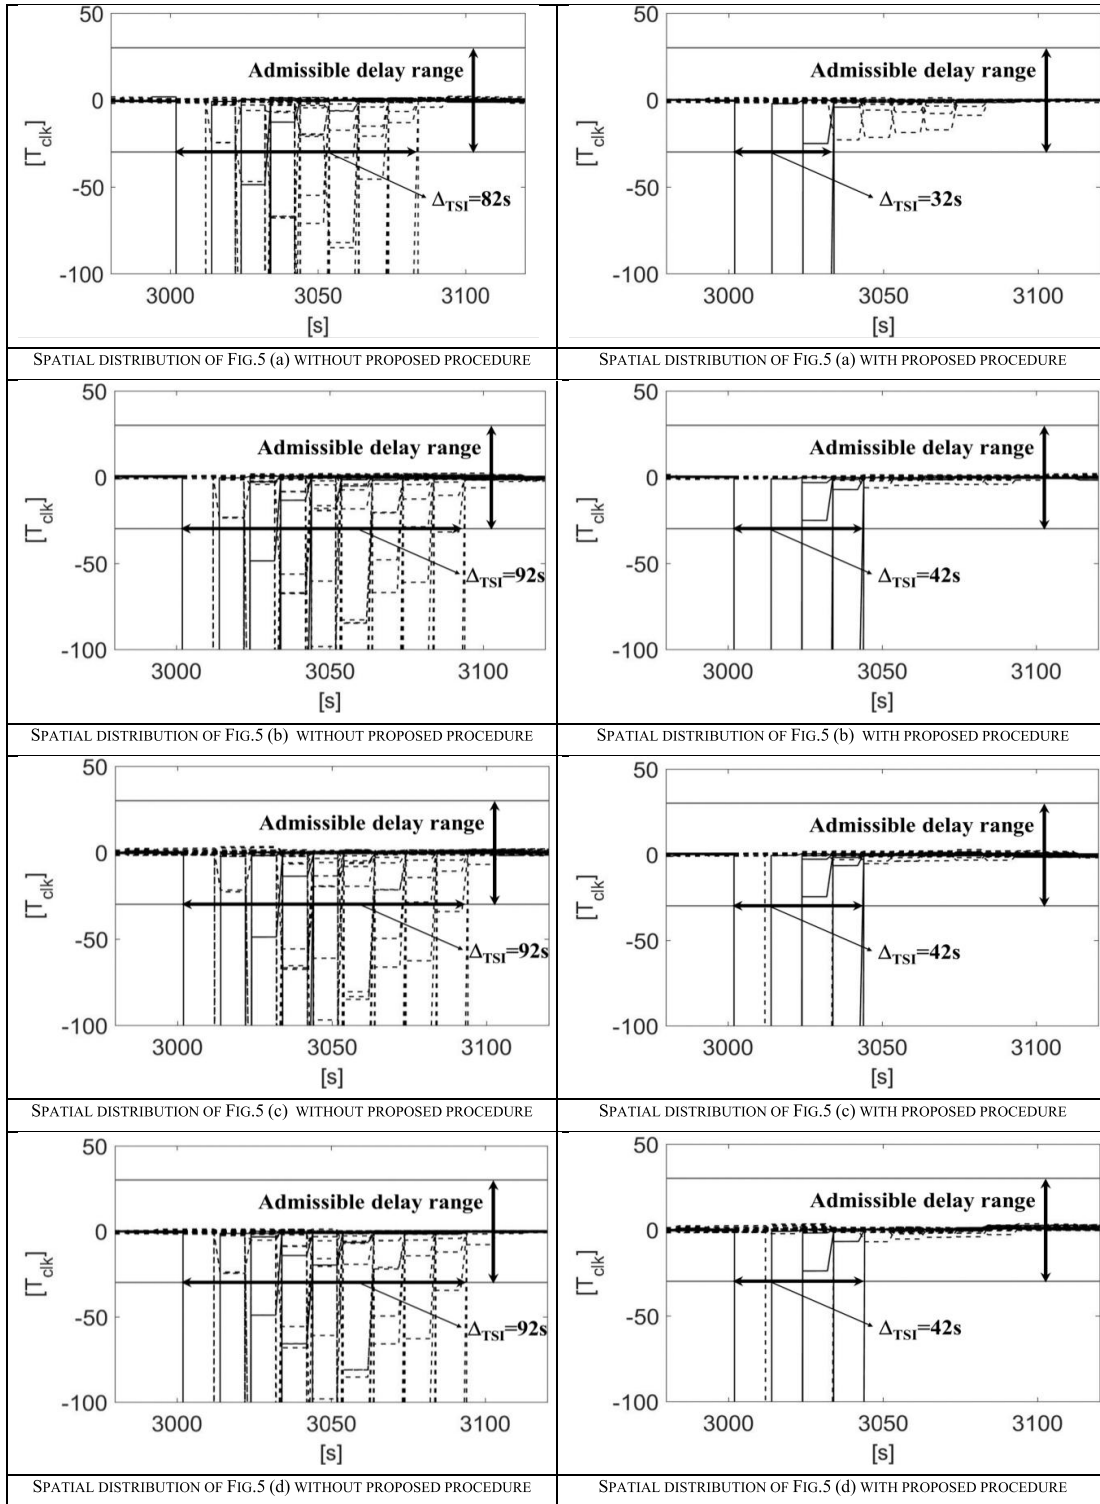 50
Admissible delay range
0
[Tclk]
-50
ΔTSI=82s
-100
3000 3050 3100
[s]
SPATIAL DISTRIBUTION OF FIG.5 (a) WITHOUT PROPOSED PROCEDURE
50
Admissible delay range
0
[Tclk]
-50
ΔTSI=32s
-100
3000 3050 3100
[s]
SPATIAL DISTRIBUTION OF FIG.5 (a) WITH PROPOSED PROCEDURE
50
Admissible delay range
0
[Tclk]
-50
ΔTSI=92s
-100
3000 3050 3100
[s]
SPATIAL DISTRIBUTION OF FIG.5 (b) WITHOUT PROPOSED PROCEDURE
50
Admissible delay range
0
[Tclk]
-50
ΔTSI=42s
-100
3000 3050 3100
[s]
SPATIAL DISTRIBUTION OF FIG.5 (b) WITH PROPOSED PROCEDURE
50
Admissible delay range
0
[Tclk]
-50
ΔTSI=92s
-100
3000 3050 3100
[s]
SPATIAL DISTRIBUTION OF FIG.5 (c) WITHOUT PROPOSED PROCEDURE
50
Admissible delay range
0
[Tclk]
-50
ΔTSI=42s
-100
3000 3050 3100
[s]
SPATIAL DISTRIBUTION OF FIG.5 (c) WITH PROPOSED PROCEDURE
50
Admissible delay range
0
[Tclk]
-50
ΔTSI=92s
-100
3000 3050 3100
[s]
SPATIAL DISTRIBUTION OF FIG.5 (d) WITHOUT PROPOSED PROCEDURE
50
Admissible delay range
0
[Tclk]
-50
ΔTSI=42s
-100
3000 3050 3100
[s]
SPATIAL DISTRIBUTION OF FIG.5 (d) WITH PROPOSED PROCEDURE